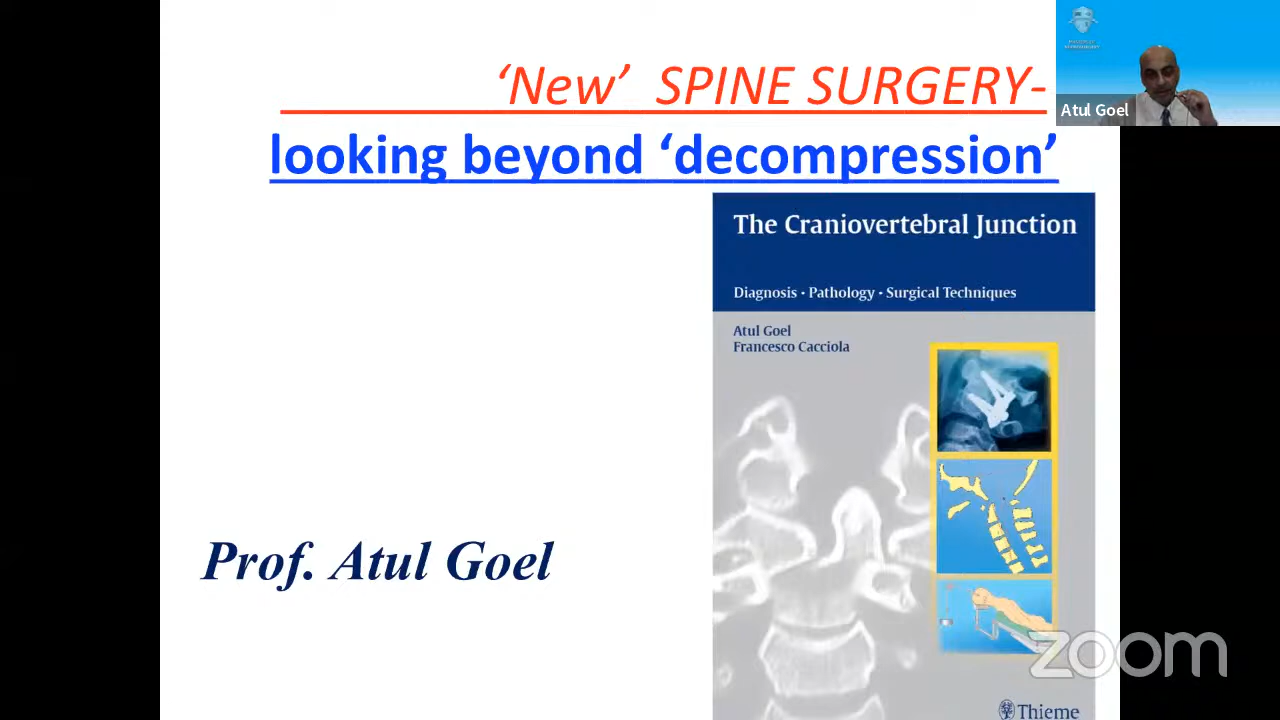 ‘New’ SPINE SURGERY-
looking beyond ‘decompression’
Atul Goel
The Craniovertebral Junction
Diagnosis • Pathology • Surgical Techniques
Atul Goel
Francesco Cacciola
Prof. Atul Goel
zoom
Thieme